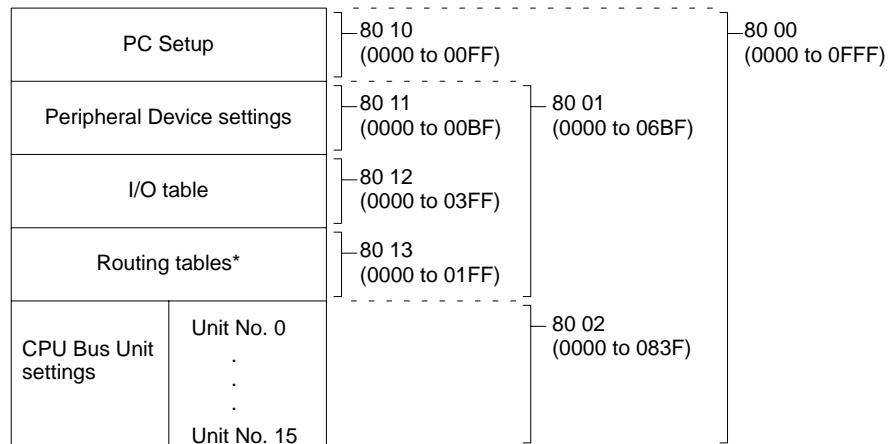 PC Setup
80 10
(0000 to 00FF)
80 00
(0000 to 0FFF)
Peripheral Device settings
80 11
(0000 to 00BF)
80 01
(0000 to 06BF)
I/O table
80 12
(0000 to 03FF)
Routing tables*
80 13
(0000 to 01FF)
CPU Bus Unit
settings
Unit No. 0
.
.
.
Unit No. 15
80 02
(0000 to 083F)